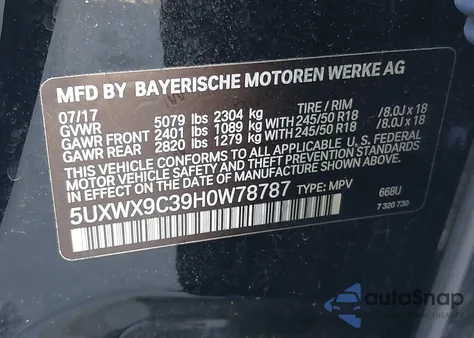 MFD BY BAYERISCHE MOTOREN WERKE AG
07/17 TIRE / RIM
GVWR 5079 lbs 2304 kg
GAWR FRONT 2401 lbs 1089 kg WITH 245/50 R18 /8.0J x 18
GAWR REAR 2820 lbs 1279 kg WITH 245/50 R18 /8.0J x 18
THIS VEHICLE CONFORMS TO ALL APPLICABLE U. S. FEDERAL
MOTOR VEHICLE SAFETY, BUMPER, AND THEFT PREVENTION STANDARDS
IN EFFECT ON THE DATE OF MANUFACTURE SHOWN ABOVE.
5UXWX9C39H0W78787 TYPE: MPV 668U
7 320 730
autoSnap